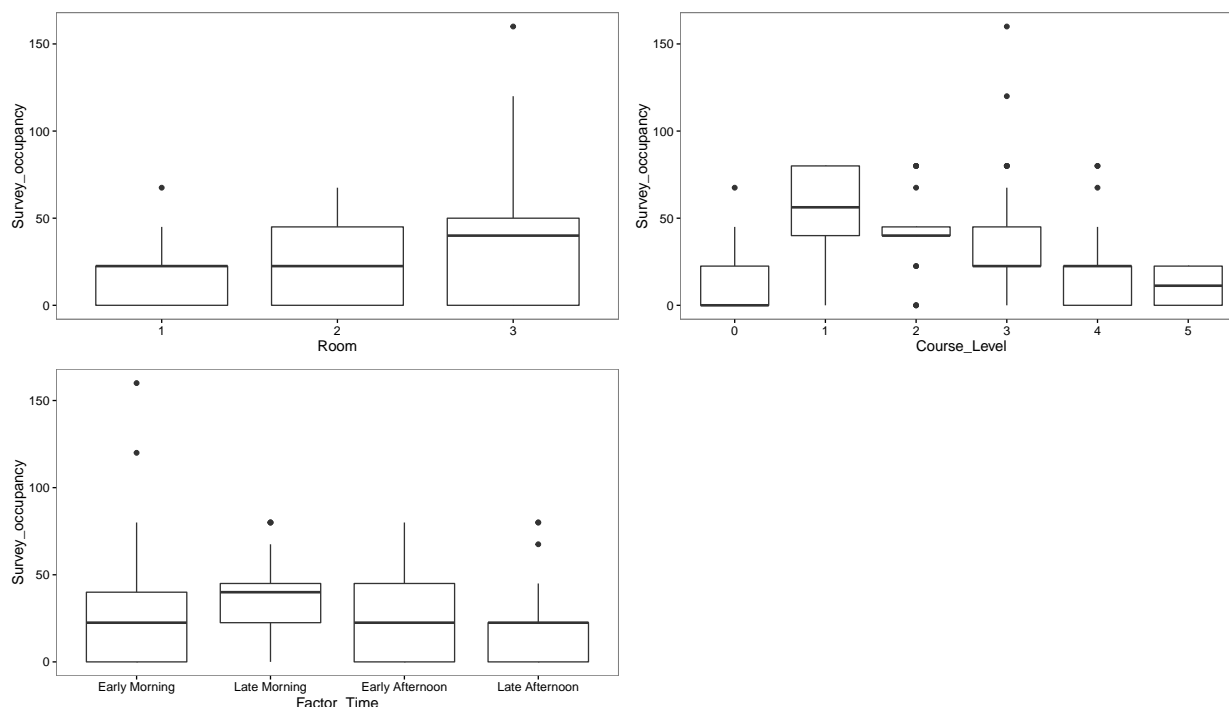 150
100
50
0
Survey_occupancy
1 2 3
Room
150
100
50
0
Survey_occupancy
0 1 2 3 4 5
Course_Level
150
100
50
0
Survey_occupancy
Early Morning Late Morning Early Afternoon Late Afternoon
Factor_Time